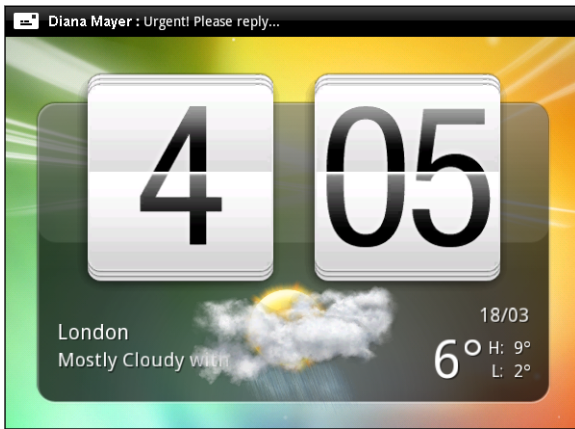 Diana Mayer : Urgent! Please reply...
4 05
18/03
London
Mostly Cloudy with
6° H: 9°
L: 2°